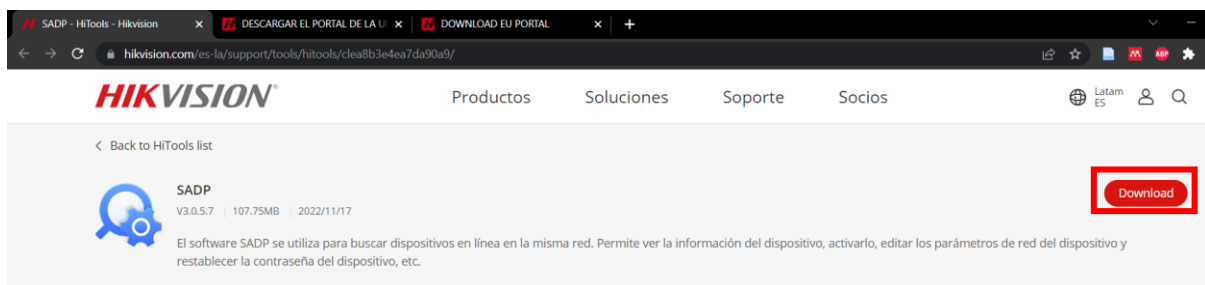 SADP - HiTools - Hikvision
DESCARGAR EL PORTAL DE LA U
DOWNLOAD EU PORTAL
hikvision.com/es-la/support/tools/hitools/clea8b3e4ea7da90a9/
ABP
HIKVISION®
Productos
Soluciones
Soporte
Socios
Latam
ES
< Back to HiTools list
SADP
Download
V3.0.5.7 | 107.75MB | 2022/11/17
El software SADP se utiliza para buscar dispositivos en línea en la misma red. Permite ver la información del dispositivo, activarlo, editar los parámetros de red del dispositivo y
restablecer la contraseña del dispositivo, etc.